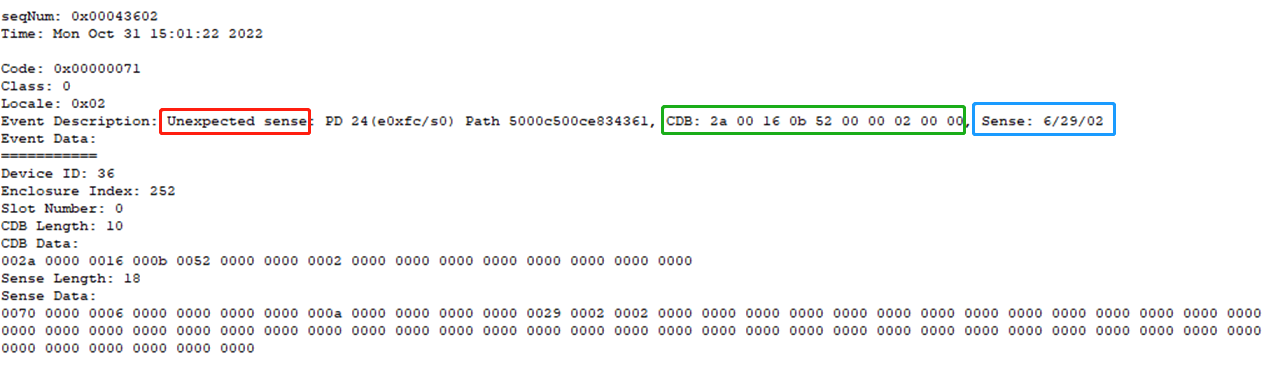 seqNum: 0x00043602
Time: Mon Oct 31 15:01:22 2022
Code: 0x00000071
Class: 0
Locale: 0x02
Event Description: Unexpected sense: PD 24(e0xfc/s0) Path 5000c500ce834361, CDB: 2a 00 16 0b 52 00 00 02 00 00, Sense: 6/29/02
Event Data:
===========
Device ID: 36
Enclosure Index: 252
Slot Number: 0
CDB Length: 10
CDB Data:
002a 0000 0016 000b 0052 0000 0000 0002 0000 0000 0000 0000 0000 0000 0000 0000
Sense Length: 18
Sense Data:
0070 0000 0006 0000 0000 0000 0000 000a 0000 0000 0000 0000 0029 0002 0002 0000 0000 0000 0000 0000 0000 0000 0000 0000 0000 0000 0000 0000 0000
0000 0000 0000 0000 0000 0000 0000 0000 0000 0000 0000 0000 0000 0000 0000 0000 0000 0000 0000 0000 0000 0000 0000 0000 0000 0000 0000 0000 0000
0000 0000 0000 0000 0000 0000